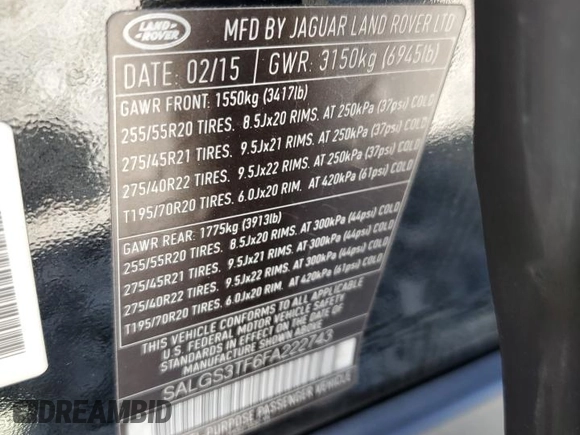 LAND
ROVER
MFD BY JAGUAR LAND ROVER LTD
DATE: 02/15 GWR: 3150kg (6945lb)
GAWR FRONT: 1550kg (3417lb)
255/55R20 TIRES. 8.5Jx20 RIMS. AT 250kPa (37psi) COLD
275/45R21 TIRES. 9.5Jx21 RIMS. AT 250kPa (37psi) COLD
275/40R22 TIRES. 9.5Jx22 RIMS. AT 250kPa (37psi) COLD
T195/70R20 TIRES. 6.0Jx20 RIM. AT 420kPa (61psi) COLD
GAWR REAR: 1775kg (3913lb)
255/55R20 TIRES. 8.5Jx20 RIMS. AT 300kPa (44psi) COLD
275/45R21 TIRES. 9.5Jx21 RIMS. AT 300kPa (44psi) COLD
275/40R22 TIRES. 9.5Jx22 RIMS. AT 300kPa (44psi) COLD
T195/70R20 TIRES. 6.0Jx20 RIM. AT 420kPa (61psi) COLD
THIS VEHICLE CONFORMS TO ALL APPLICABLE
U.S. FEDERAL MOTOR VEHICLE SAFETY
REGULATIONS IN EFFECT ON THE DATE OF
MANUFACTURE SHOWN ABOVE.
SALGS3TF6FA222743
PURPOSE PASSENGER VEHICLE
DREAMBID